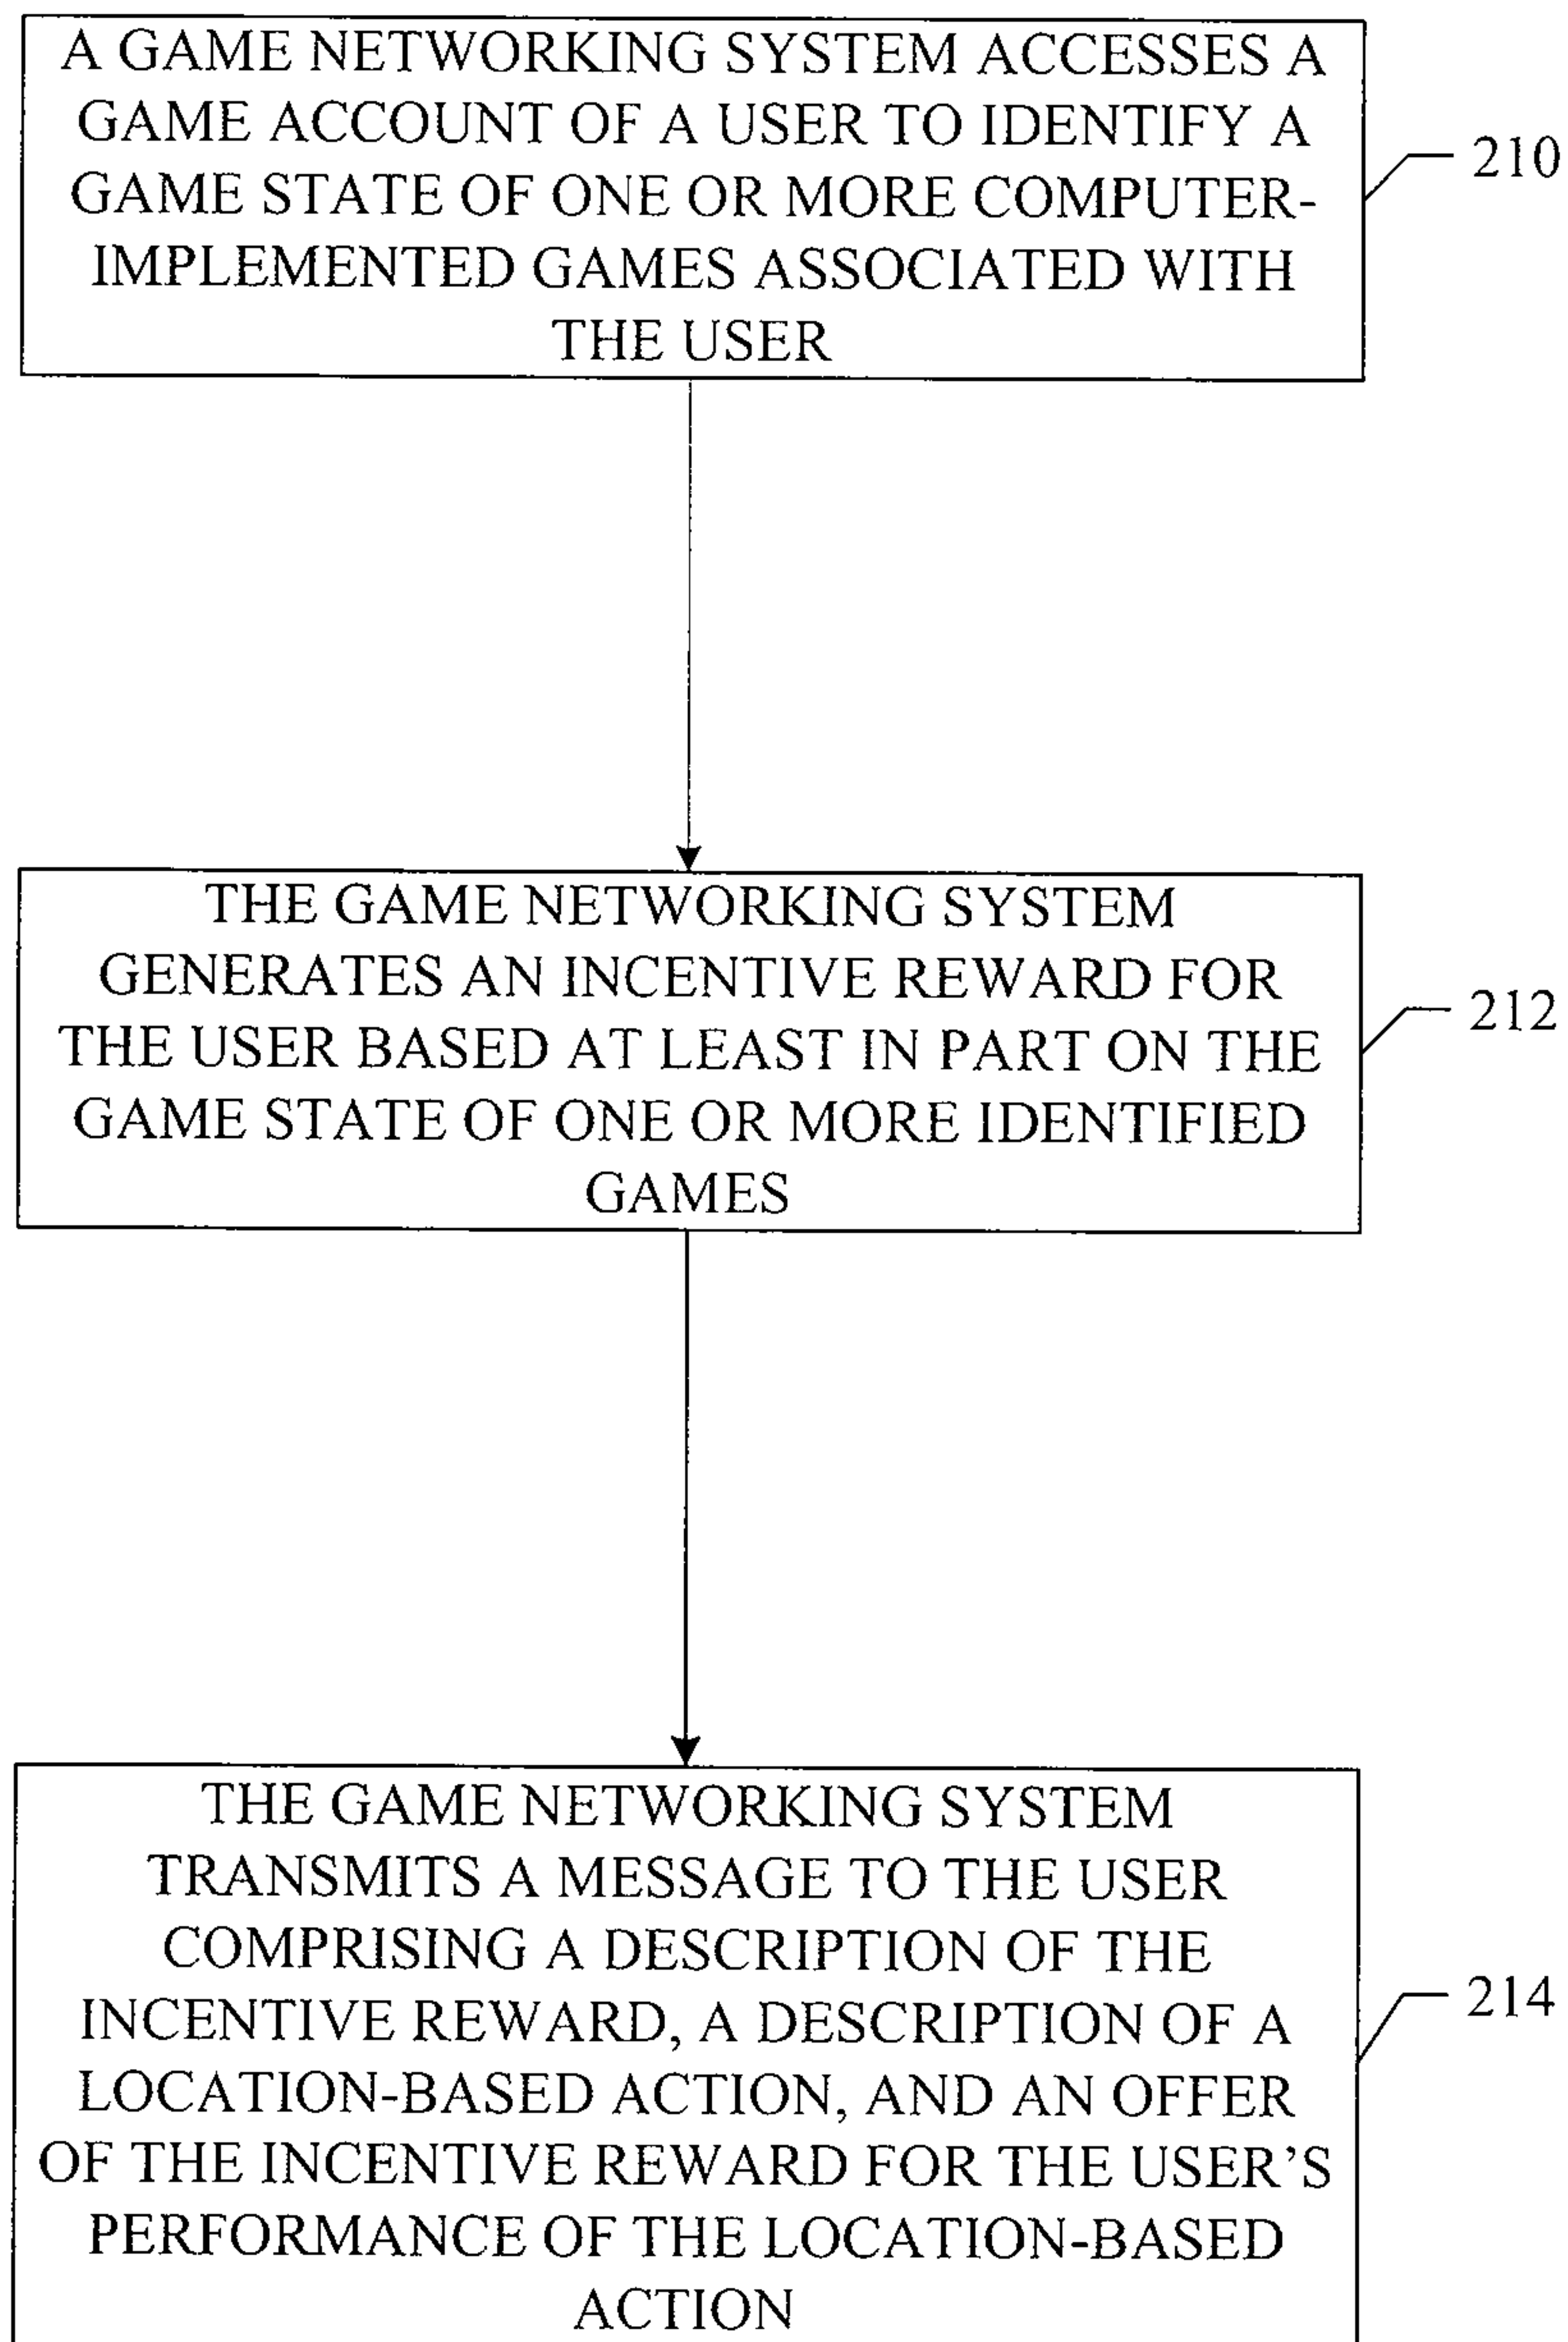 A GAME NETWORKING SYSTEM ACCESSES A
GAME ACCOUNT OF A USER TO IDENTIFY A
GAME STATE OF ONE OR MORE COMPUTER-
IMPLEMENTED GAMES ASSOCIATED WITH
THE USER
210
THE GAME NETWORKING SYSTEM
GENERATES AN INCENTIVE REWARD FOR
THE USER BASED AT LEAST IN PART ON THE
GAME STATE OF ONE OR MORE IDENTIFIED
GAMES
212
THE GAME NETWORKING SYSTEM
TRANSMITS A MESSAGE TO THE USER
COMPRISING A DESCRIPTION OF THE
INCENTIVE REWARD, A DESCRIPTION OF A
LOCATION-BASED ACTION, AND AN OFFER
OF THE INCENTIVE REWARD FOR THE USER'S
PERFORMANCE OF THE LOCATION-BASED
ACTION
214